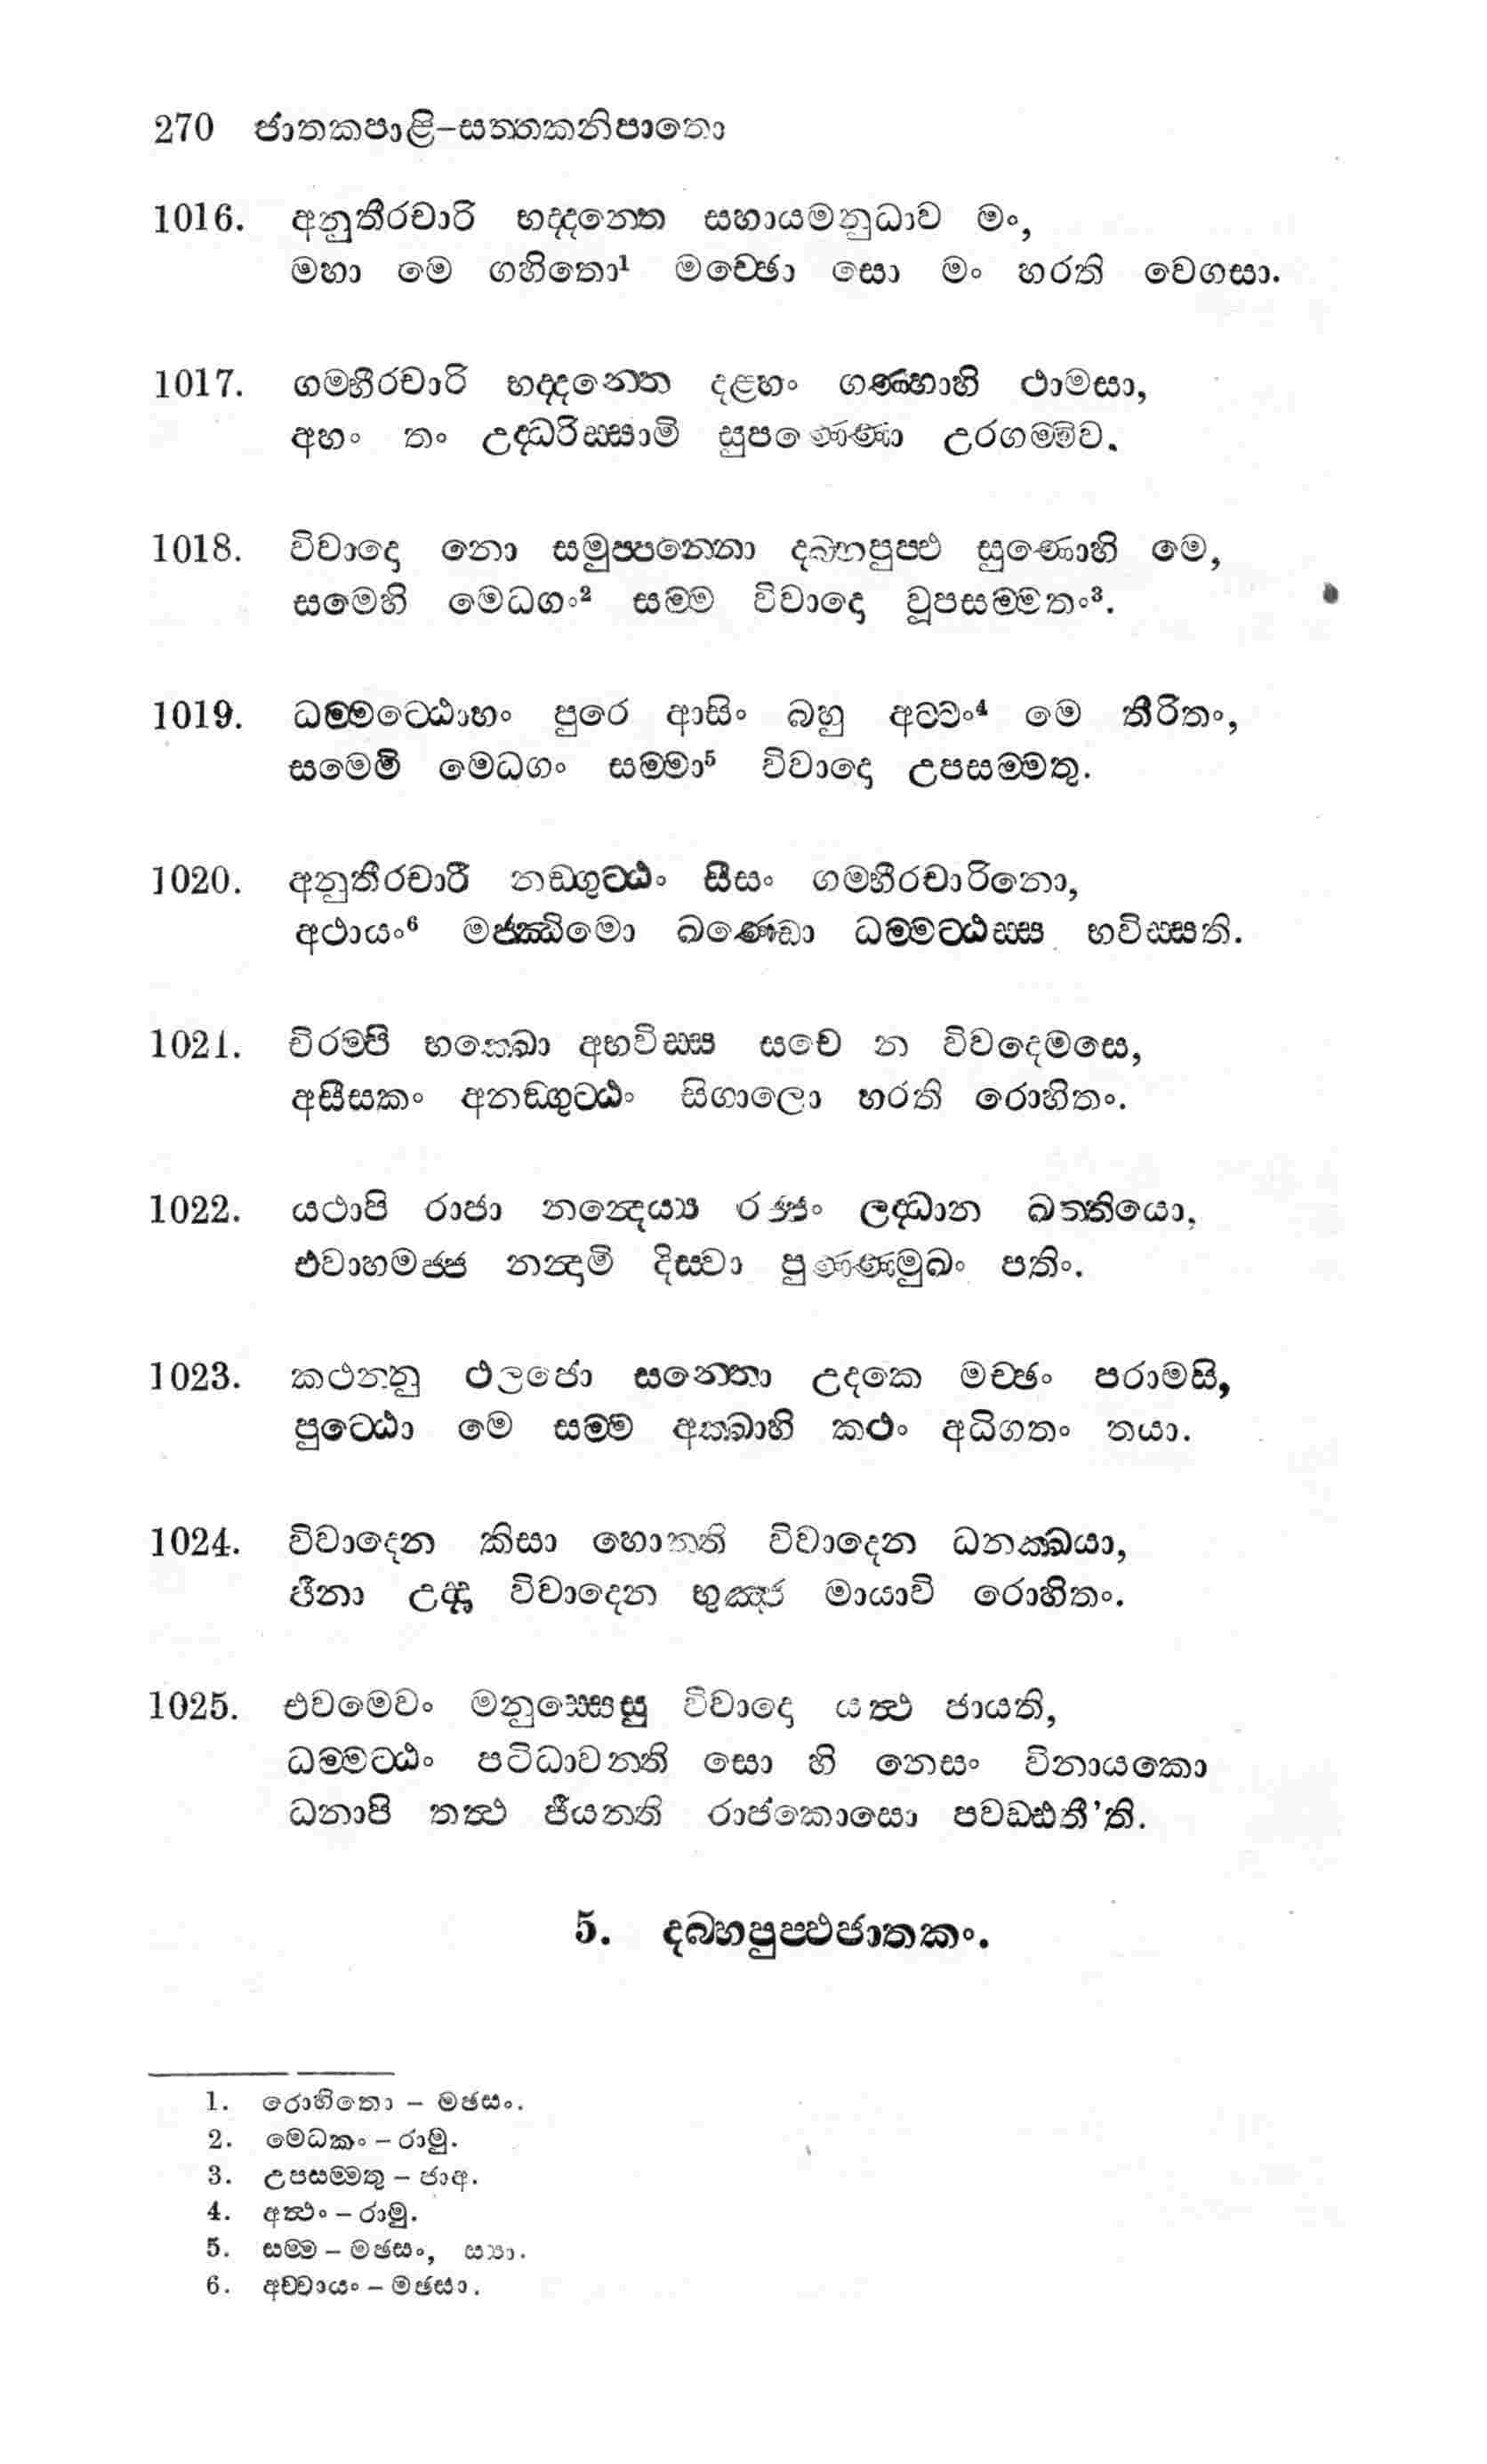 270 ජාතකපාළි-සත්තකනිපාතො
1016. අනුතීරචාරි භද්දන්තෙ සහායමනුධාව මං,
මහා මෙ ගහිතො¹ මච්ඡො සො මං හරති වෙගසා.
1017. ගම්භීරචාරි භද්දන්තෙ දළ්හං ගණ්හාහි ථාමසා,
අහං තං උද්ධරිස්සාමි සුපණ්ණො උරගම්මිව.
1018. විවාදො නො සමුප්පන්නො දබ්භපුප්ඵ සුණොහි මෙ,
සමෙහි මෙධගං² සම්ම විවාදො වූපසම්මතං³.
1019. ධම්මට්ඨොහං පුරෙ ආසිං බහු අට්ටං⁴ මෙ තීරිතං,
සමෙමි මෙධගං සම්මා⁵ විවාදො උපසම්මතු.
1020. අනුතීරචාරී නඞ්ගුට්ඨං සීසං ගම්භීරචාරිනො,
අථායං⁶ මජ්ඣිමො ඛණ්ඩො ධම්මට්ඨස්ස භවිස්සති.
1021. චිරම්පි භක්ඛො අභවිස්ස සචෙ න විවදෙමසෙ,
අසීසකං අනඞ්ගුට්ඨං සිගාලො හරති රොහිතං.
1022. යථාපි රාජා නන්දෙය්‍ය රජ්ජං ලද්ධාන ඛත්තියො,
එවාහමජ්ජ නන්දාමි දිස්වා පුණ්ණමුඛං පතිං.
1023. කථන්නු ථලජො සන්තො උදකෙ මච්ඡං පරාමසි,
පුට්ඨො මෙ සම්ම අක්ඛාහි කථං අධිගතං තයා.
1024. විවාදෙන කිසා හොන්ති විවාදෙන ධනක්ඛයා,
ජීනා උද්දා විවාදෙන භුඤ්ජ මායාවි රොහිතං.
1025. එවමෙවං මනුස්සෙසු විවාදො යත්ථ ජායති,
ධම්මට්ඨං පටිධාවන්ති සො හි නෙසං විනායකො
ධනාපි තත්ථ ජීයන්ති රාජකොසො පවඩ්ඪතී'ති.
5. දබ්භපුප්ඵජාතකං.
1. රොහිතො – මඡසං.
2. මෙධකං – රාමු.
3. උපසම්මතු – ජාඅ.
4. අත්ථං – රාමු.
5. සම්ම – මඡසං, ස්‍යා.
6. අච්චායං – මඡසා.